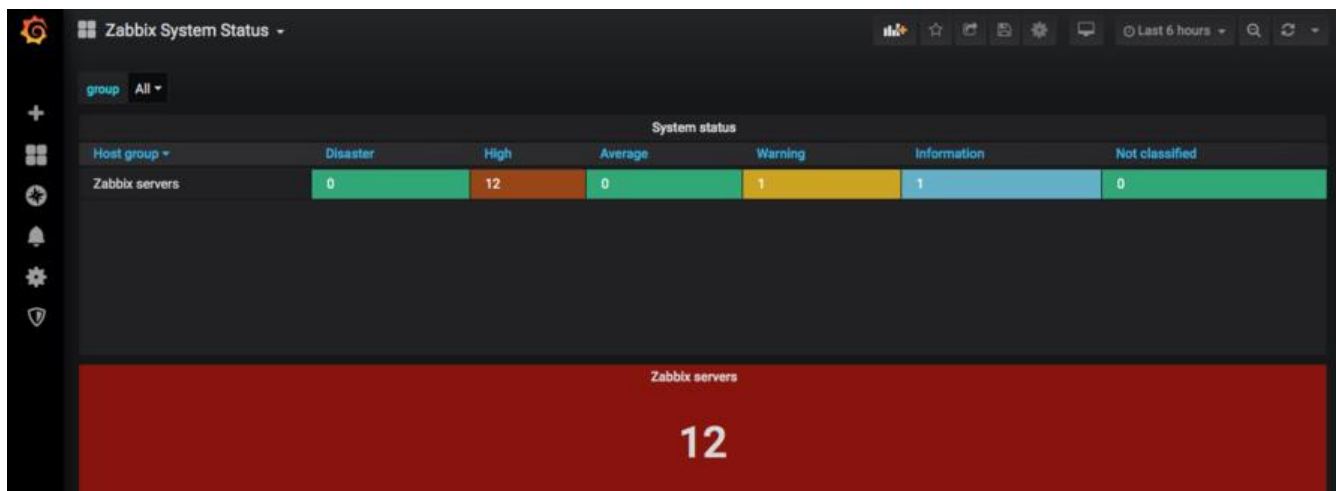 Zabbix System Status
Last 6 hours
group All
System status
Host group Disaster High Average Warning Information Not classified
Zabbix servers 0 12 0 1 1 0
Zabbix servers
12